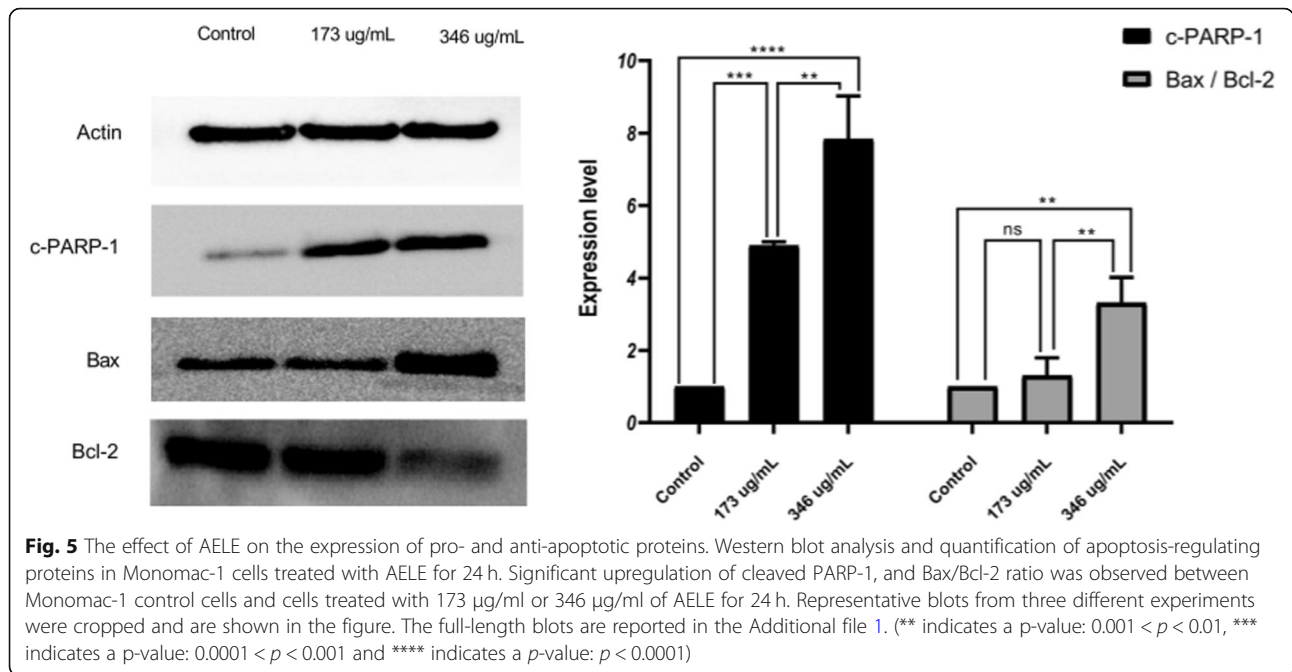 Control 173 ug/mL 346 ug/mL
Actin
c-PARP-1
Bax
Bcl-2
c-PARP-1
Bax / Bcl-2
Expression level
10
8
6
4
2
0
****
*** **
**
ns **
Control 173 ug/mL 346 ug/mL Control 173 ug/mL 346 ug/mL
Fig. 5 The effect of AELE on the expression of pro- and anti-apoptotic proteins. Western blot analysis and quantification of apoptosis-regulating
proteins in Monomac-1 cells treated with AELE for 24 h. Significant upregulation of cleaved PARP-1, and Bax/Bcl-2 ratio was observed between
Monomac-1 control cells and cells treated with 173 μg/ml or 346 μg/ml of AELE for 24 h. Representative blots from three different experiments
were cropped and are shown in the figure. The full-length blots are reported in the Additional file 1. (** indicates a p-value: 0.001 < p < 0.01, ***
indicates a p-value: 0.0001 < p < 0.001 and **** indicates a p-value: p < 0.0001)